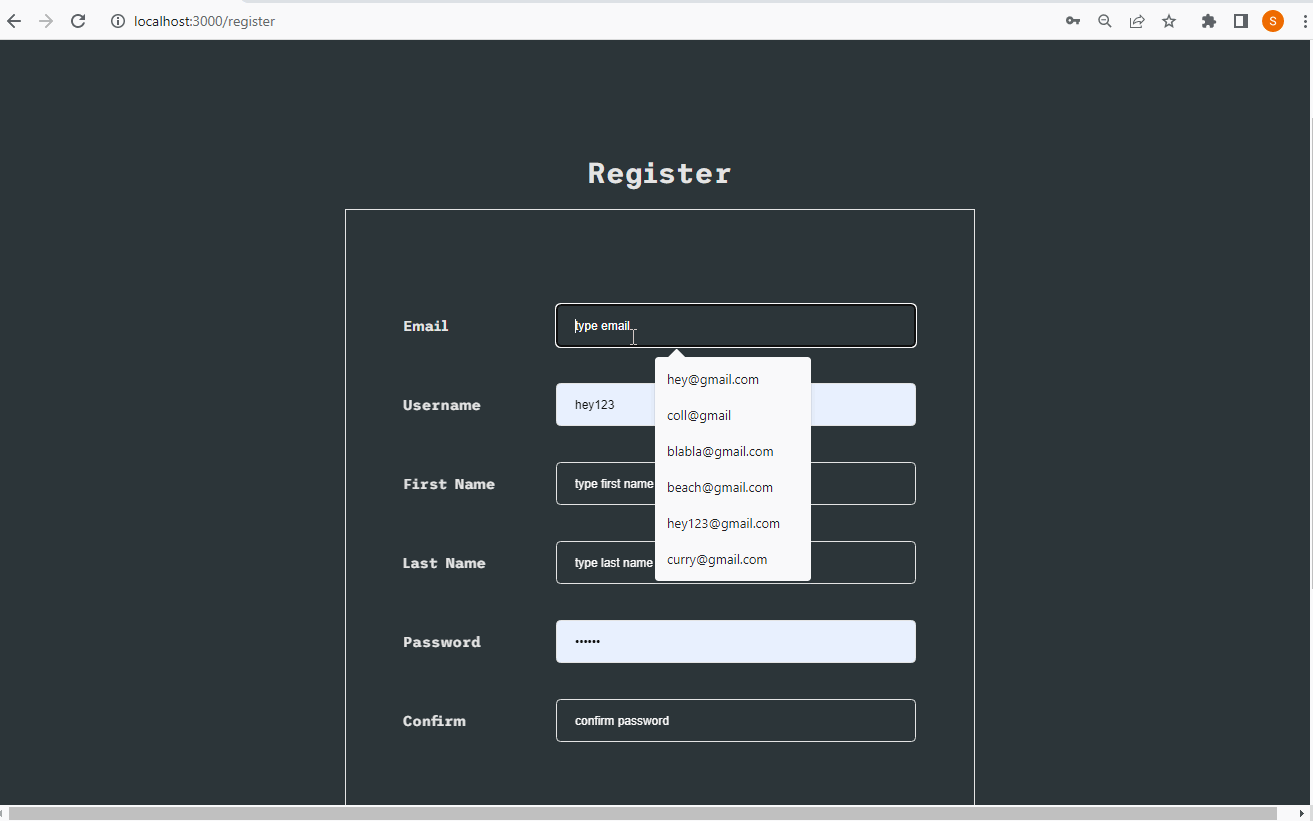 localhost:3000/register
S
Register
Email
type email
hey@gmail.com
coll@gmail
blabla@gmail.com
beach@gmail.com
hey123@gmail.com
curry@gmail.com
Username
hey123
First Name
type first name
Last Name
type last name
Password
••••••
Confirm
confirm password